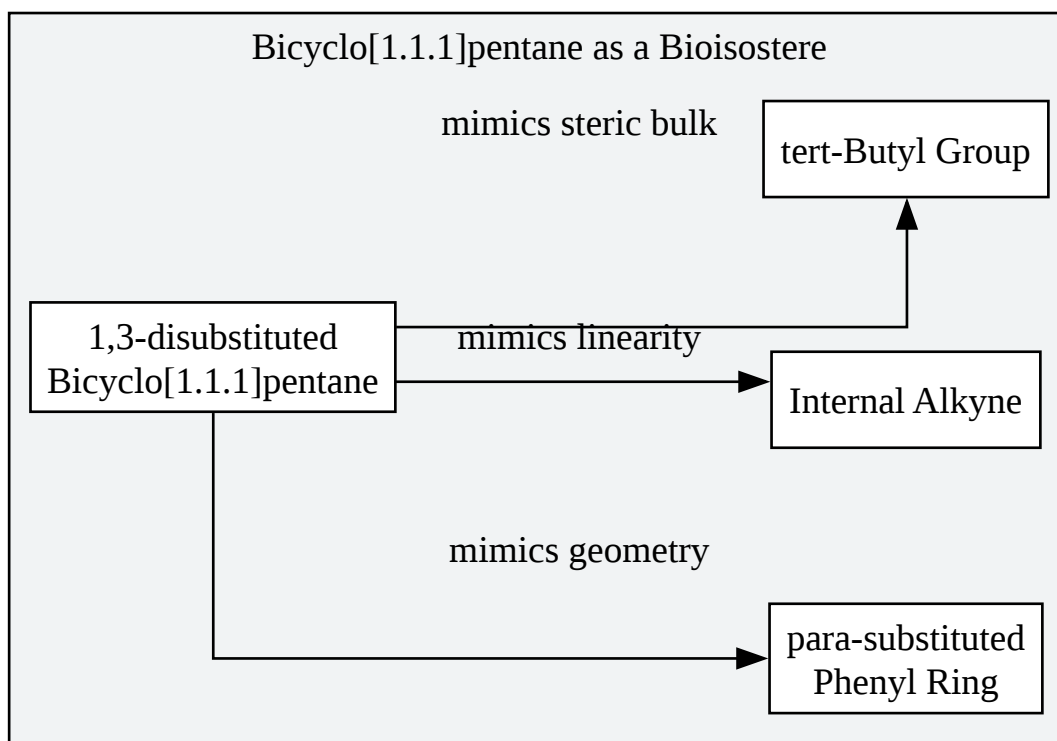 Bicyclo[1.1.1]pentane as a Bioisostere
mimics steric bulk
tert-Butyl Group
1,3-disubstituted
Bicyclo[1.1.1]pentane
mimics linearity
Internal Alkyne
mimics geometry
para-substituted
Phenyl Ring